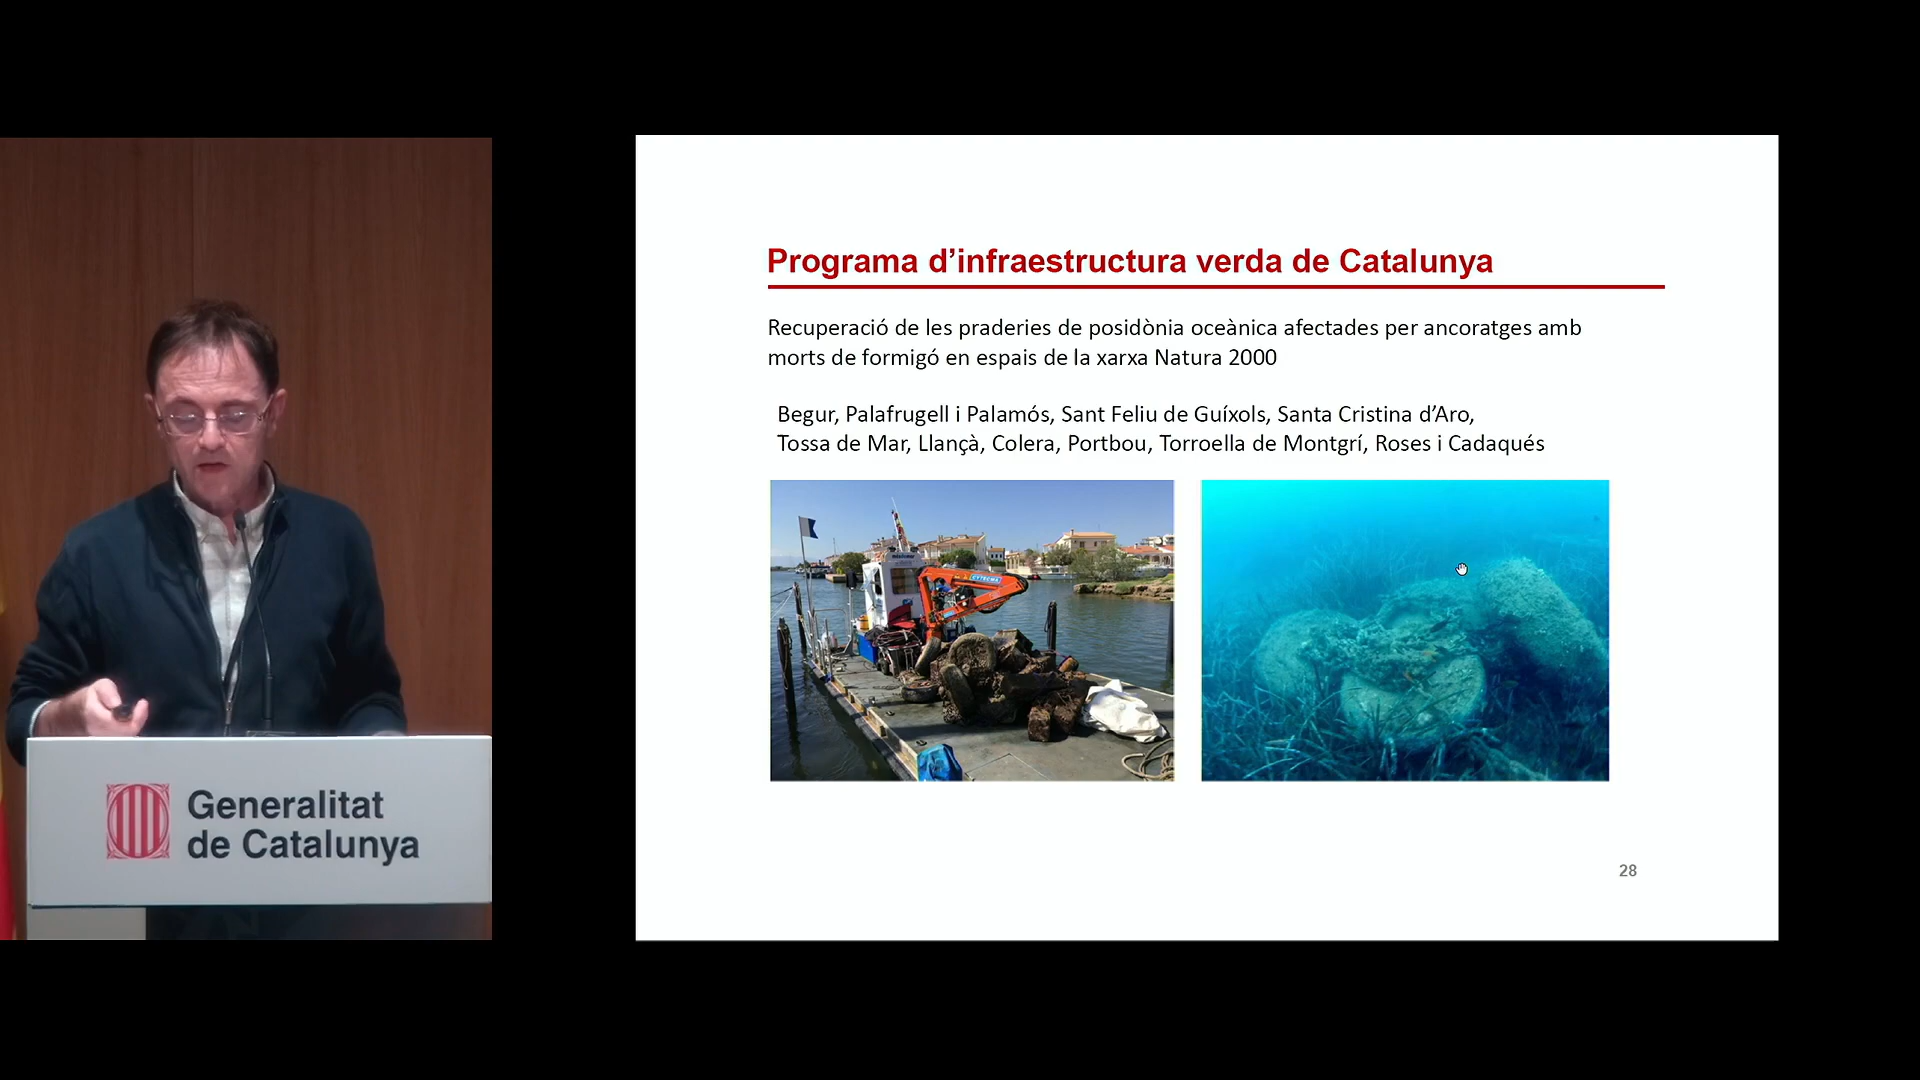 Programa d’infraestructura verda de Catalunya
Recuperació de les praderies de posidònia oceànica afectades per ancoratges amb
morts de formigó en espais de la xarxa Natura 2000
Begur, Palafrugell i Palamós, Sant Feliu de Guíxols, Santa Cristina d’Aro,
Tossa de Mar, Llançà, Colera, Portbou, Torroella de Montgrí, Roses i Cadaqués
28
Generalitat
de Catalunya